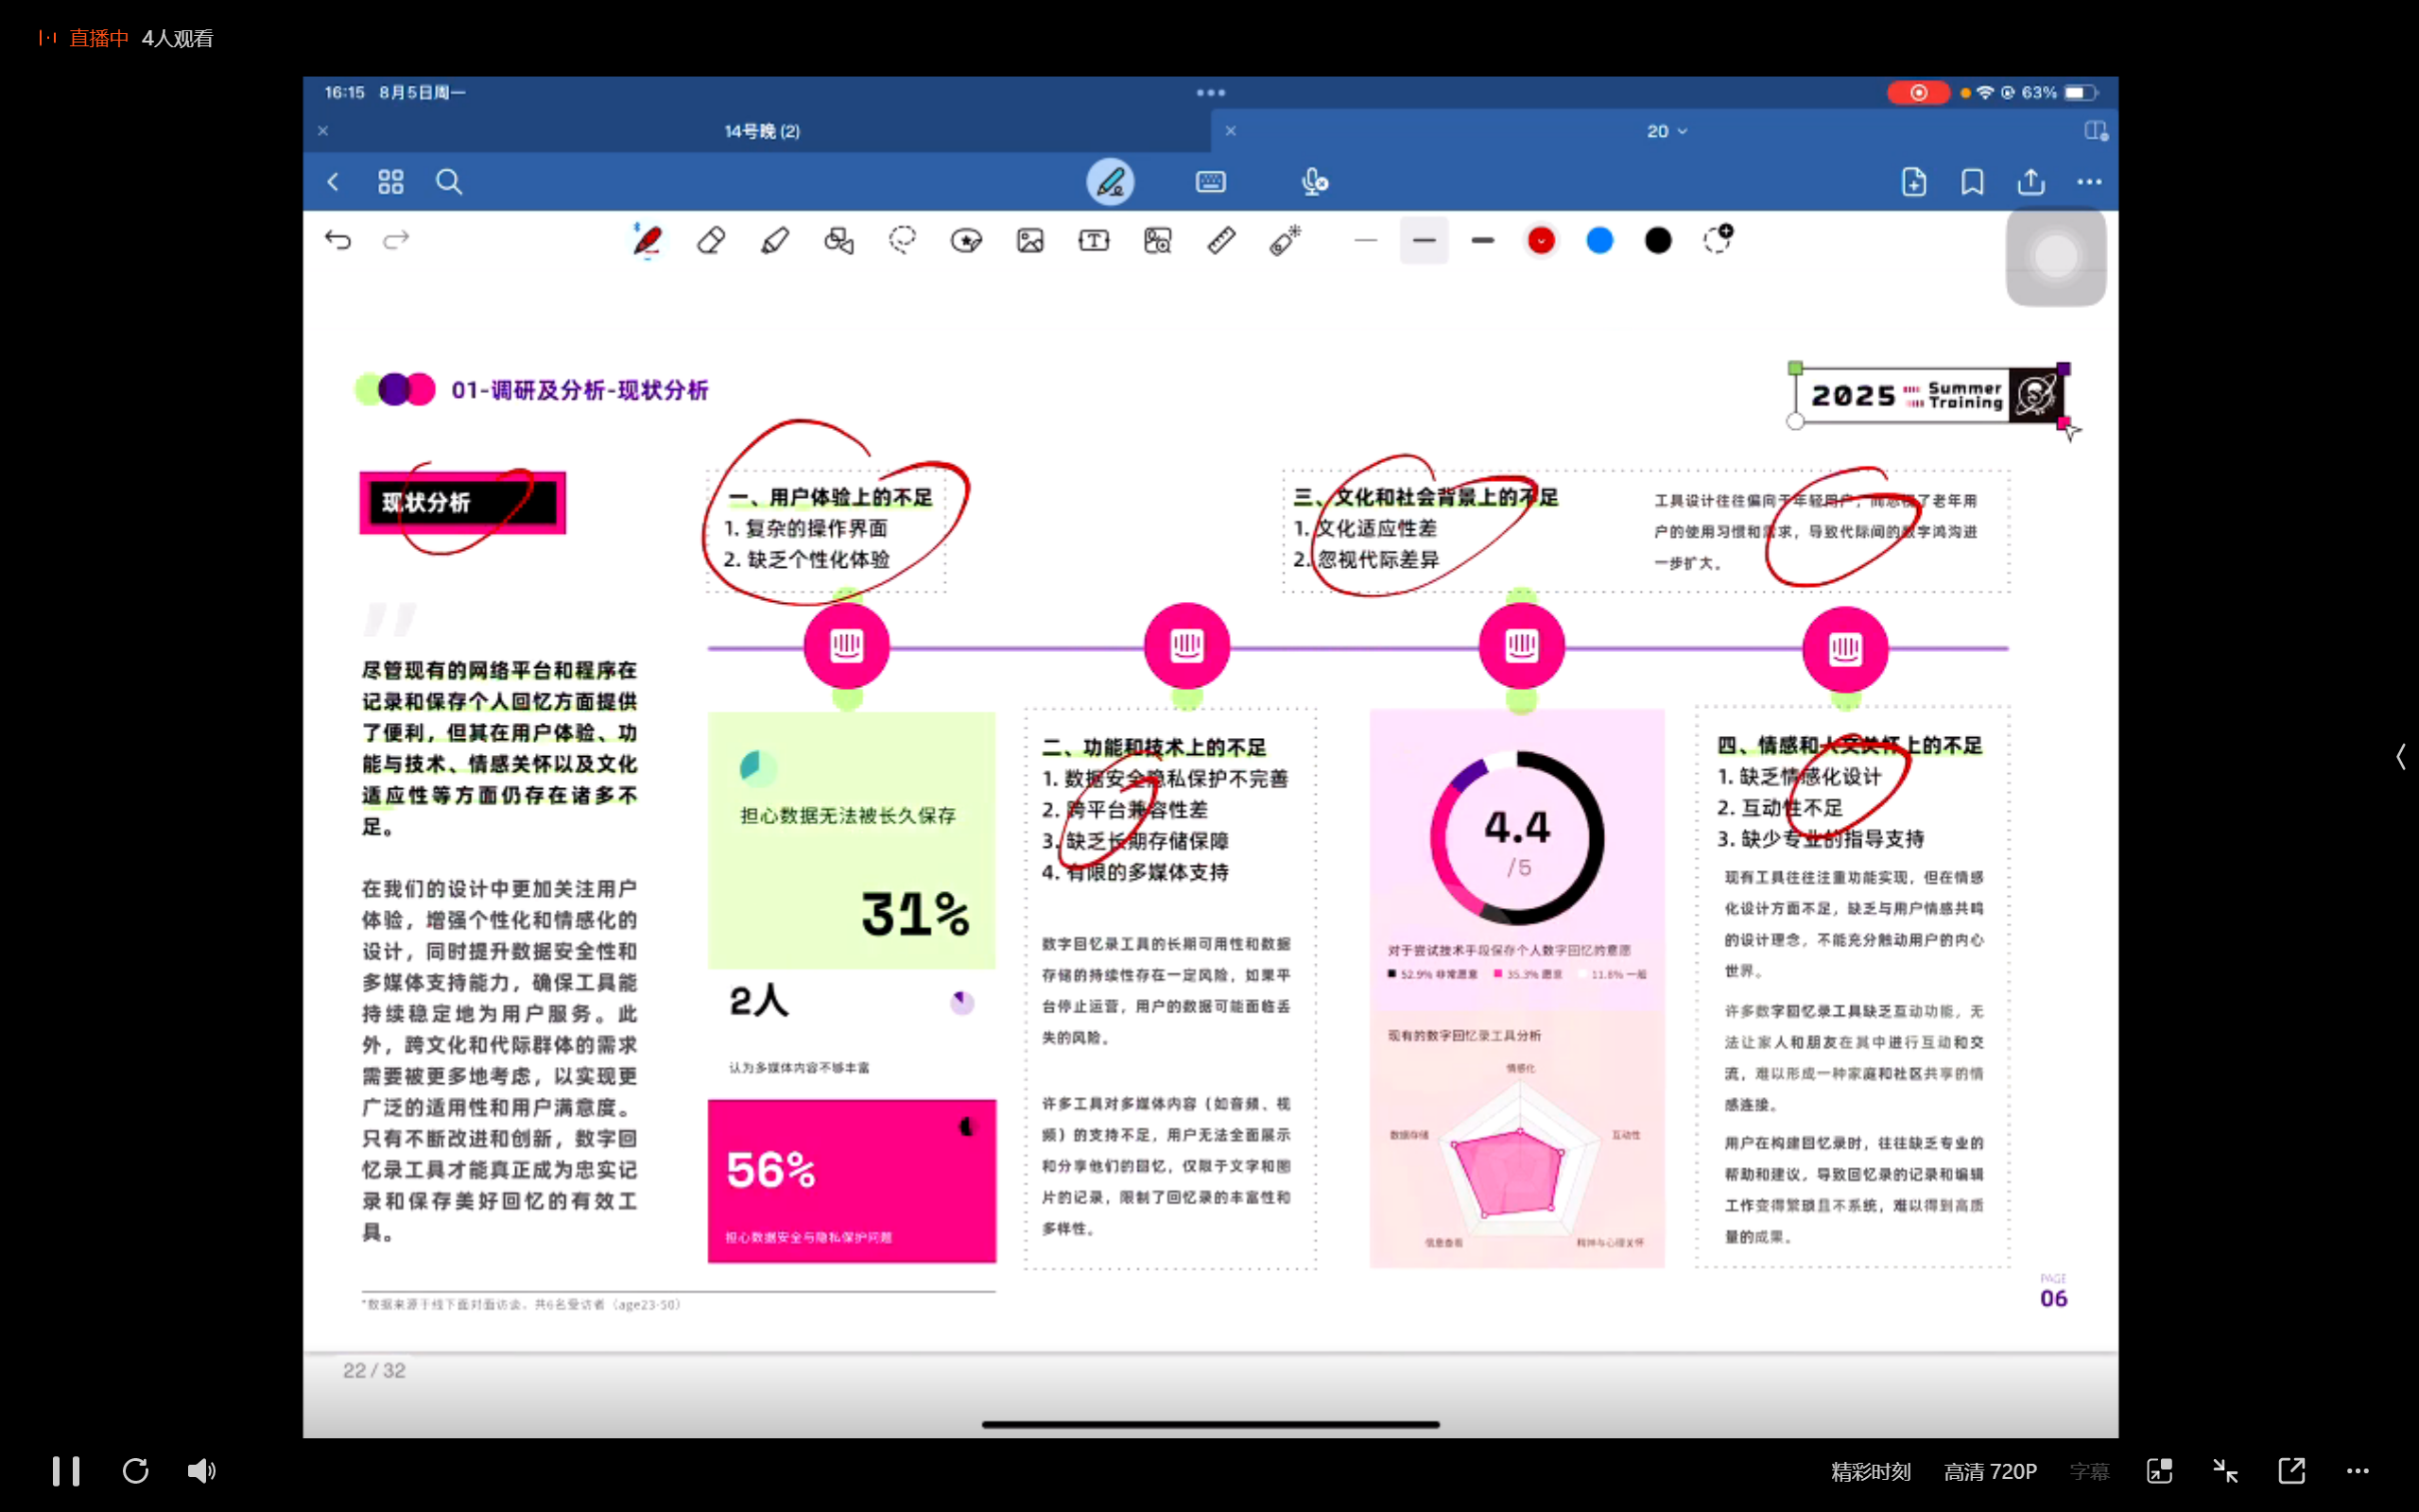 直播中 4人观看
16:15 8月5日周一
63%
14号晚 (2)
20
01-调研及分析-现状分析
2025 Summer Training
现状分析
一、用户体验上的不足
1. 复杂的操作界面
2. 缺乏个性化体验
三、文化和社会背景上的不足
1. 文化适应性差
2. 忽视代际差异
工具设计往往偏向于年轻用户，而忽视了老年用
户的使用习惯和需求，导致代际间的数字鸿沟进
一步扩大。
尽管现有的网络平台和程序在
记录和保存个人回忆方面提供
了便利，但其在用户体验、功
能与技术、情感关怀以及文化
适应性等方面仍存在诸多不
足。
在我们的设计中更加关注用户
体验，增强个性化和情感化的
设计，同时提升数据安全性和
多媒体支持能力，确保工具能
持续稳定地为用户服务。此
外，跨文化和代际群体的需求
需要被更多地考虑，以实现更
广泛的适用性和用户满意度。
只有不断改进和创新，数字回
忆录工具才能真正成为忠实记
录和保存美好回忆的有效工
具。
担心数据无法被长久保存
31%
2人
认为多媒体内容不够丰富
56%
担心数据安全与隐私保护问题
二、功能和技术上的不足
1. 数据安全隐私保护不完善
2. 跨平台兼容性差
3. 缺乏长期存储保障
4. 有限的多媒体支持
数字回忆录工具的长期可用性和数据
存储的持续性存在一定风险，如果平
台停止运营，用户的数据可能面临丢
失的风险。
许多工具对多媒体内容（如音频、视
频）的支持不足，用户无法全面展示
和分享他们的回忆，仅限于文字和图
片的记录，限制了回忆录的丰富性和
多样性。
4.4
/5
对于尝试技术手段保存个人数字回忆的意愿
52.9% 非常愿意 35.3% 愿意 11.8% 一般
现有的数字回忆录工具分析
情感化
数据存储
互动性
信息查看
精神与心理关怀
四、情感和人文关怀上的不足
1. 缺乏情感化设计
2. 互动性不足
3. 缺少专业的指导支持
现有工具往往注重功能实现，但在情感
化设计方面不足，缺乏与用户情感共鸣
的设计理念，不能充分触动用户的内心
世界。
许多数字回忆录工具缺乏互动功能，无
法让家人和朋友在其中进行互动和交
流，难以形成一种家庭和社区共享的情
感连接。
用户在构建回忆录时，往往缺乏专业的
帮助和建议，导致回忆录的记录和编辑
工作变得繁琐且不系统，难以得到高质
量的成果。
*数据来源于线下面对面访谈，共6名受访者（age23-50）
PAGE
06
22 / 32
精彩时刻 高清 720P 字幕